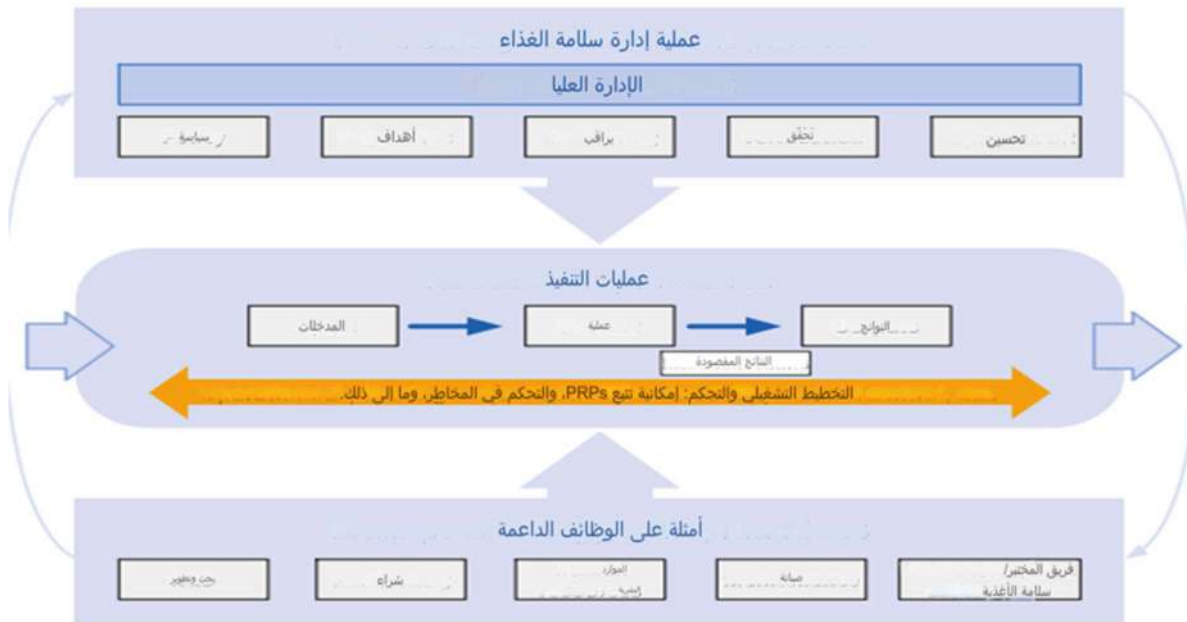 عملية إدارة سلامة الغذاء
الإدارة العليا
سياسة
أهداف
يراقب
تحقق
تحسين
عمليات التنفيذ
المدخلات
عملية
النواتج
النتائج المقصودة
التخطيط التشغيلي والتحكم: إمكانية تتبع PRPs، والتحكم في المخاطر، وما إلى ذلك.
أمثلة على الوظائف الداعمة
بحث وتطوير
شراء
الموارد
البشرية
صيانة
فريق المختبر/
سلامة الأغذية